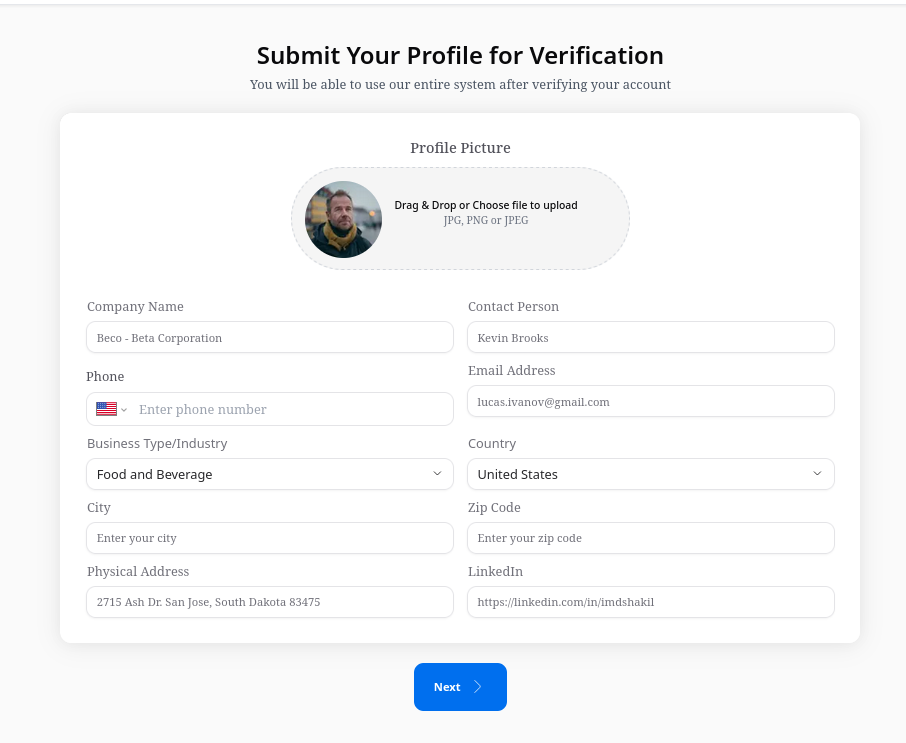 Submit Your Profile for Verification
You will be able to use our entire system after verifying your account
Profile Picture
Drag & Drop or Choose file to upload
JPG, PNG or JPEG
Company Name
Beco - Beta Corporation
Contact Person
Kevin Brooks
Phone
Enter phone number
Email Address
lucas.ivanov@gmail.com
Business Type/Industry
Food and Beverage
Country
United States
City
Enter your city
Zip Code
Enter your zip code
Physical Address
2715 Ash Dr. San Jose, South Dakota 83475
LinkedIn
https://linkedin.com/in/imdshakil
Next